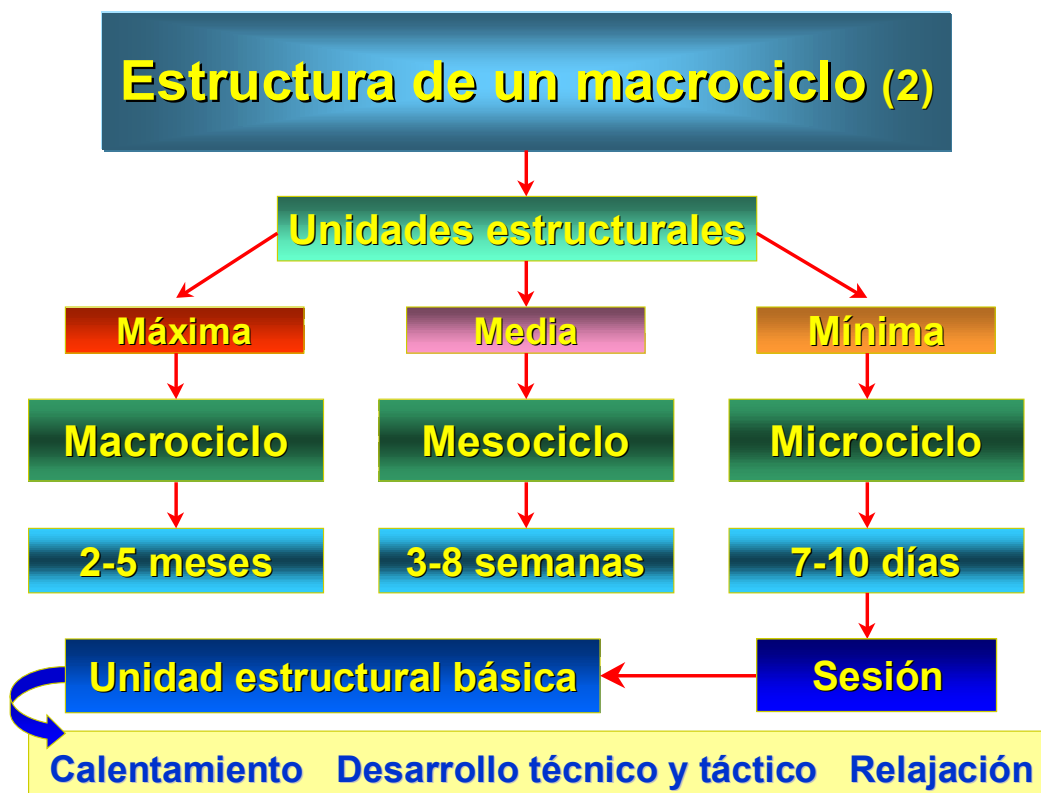 Estructura de un macrociclo (2)
Unidades estructurales
Máxima
Media
Mínima
Macrociclo
Mesociclo
Microciclo
2-5 meses
3-8 semanas
7-10 días
Unidad estructural básica
Sesión
Calentamiento Desarrollo técnico y táctico Relajación